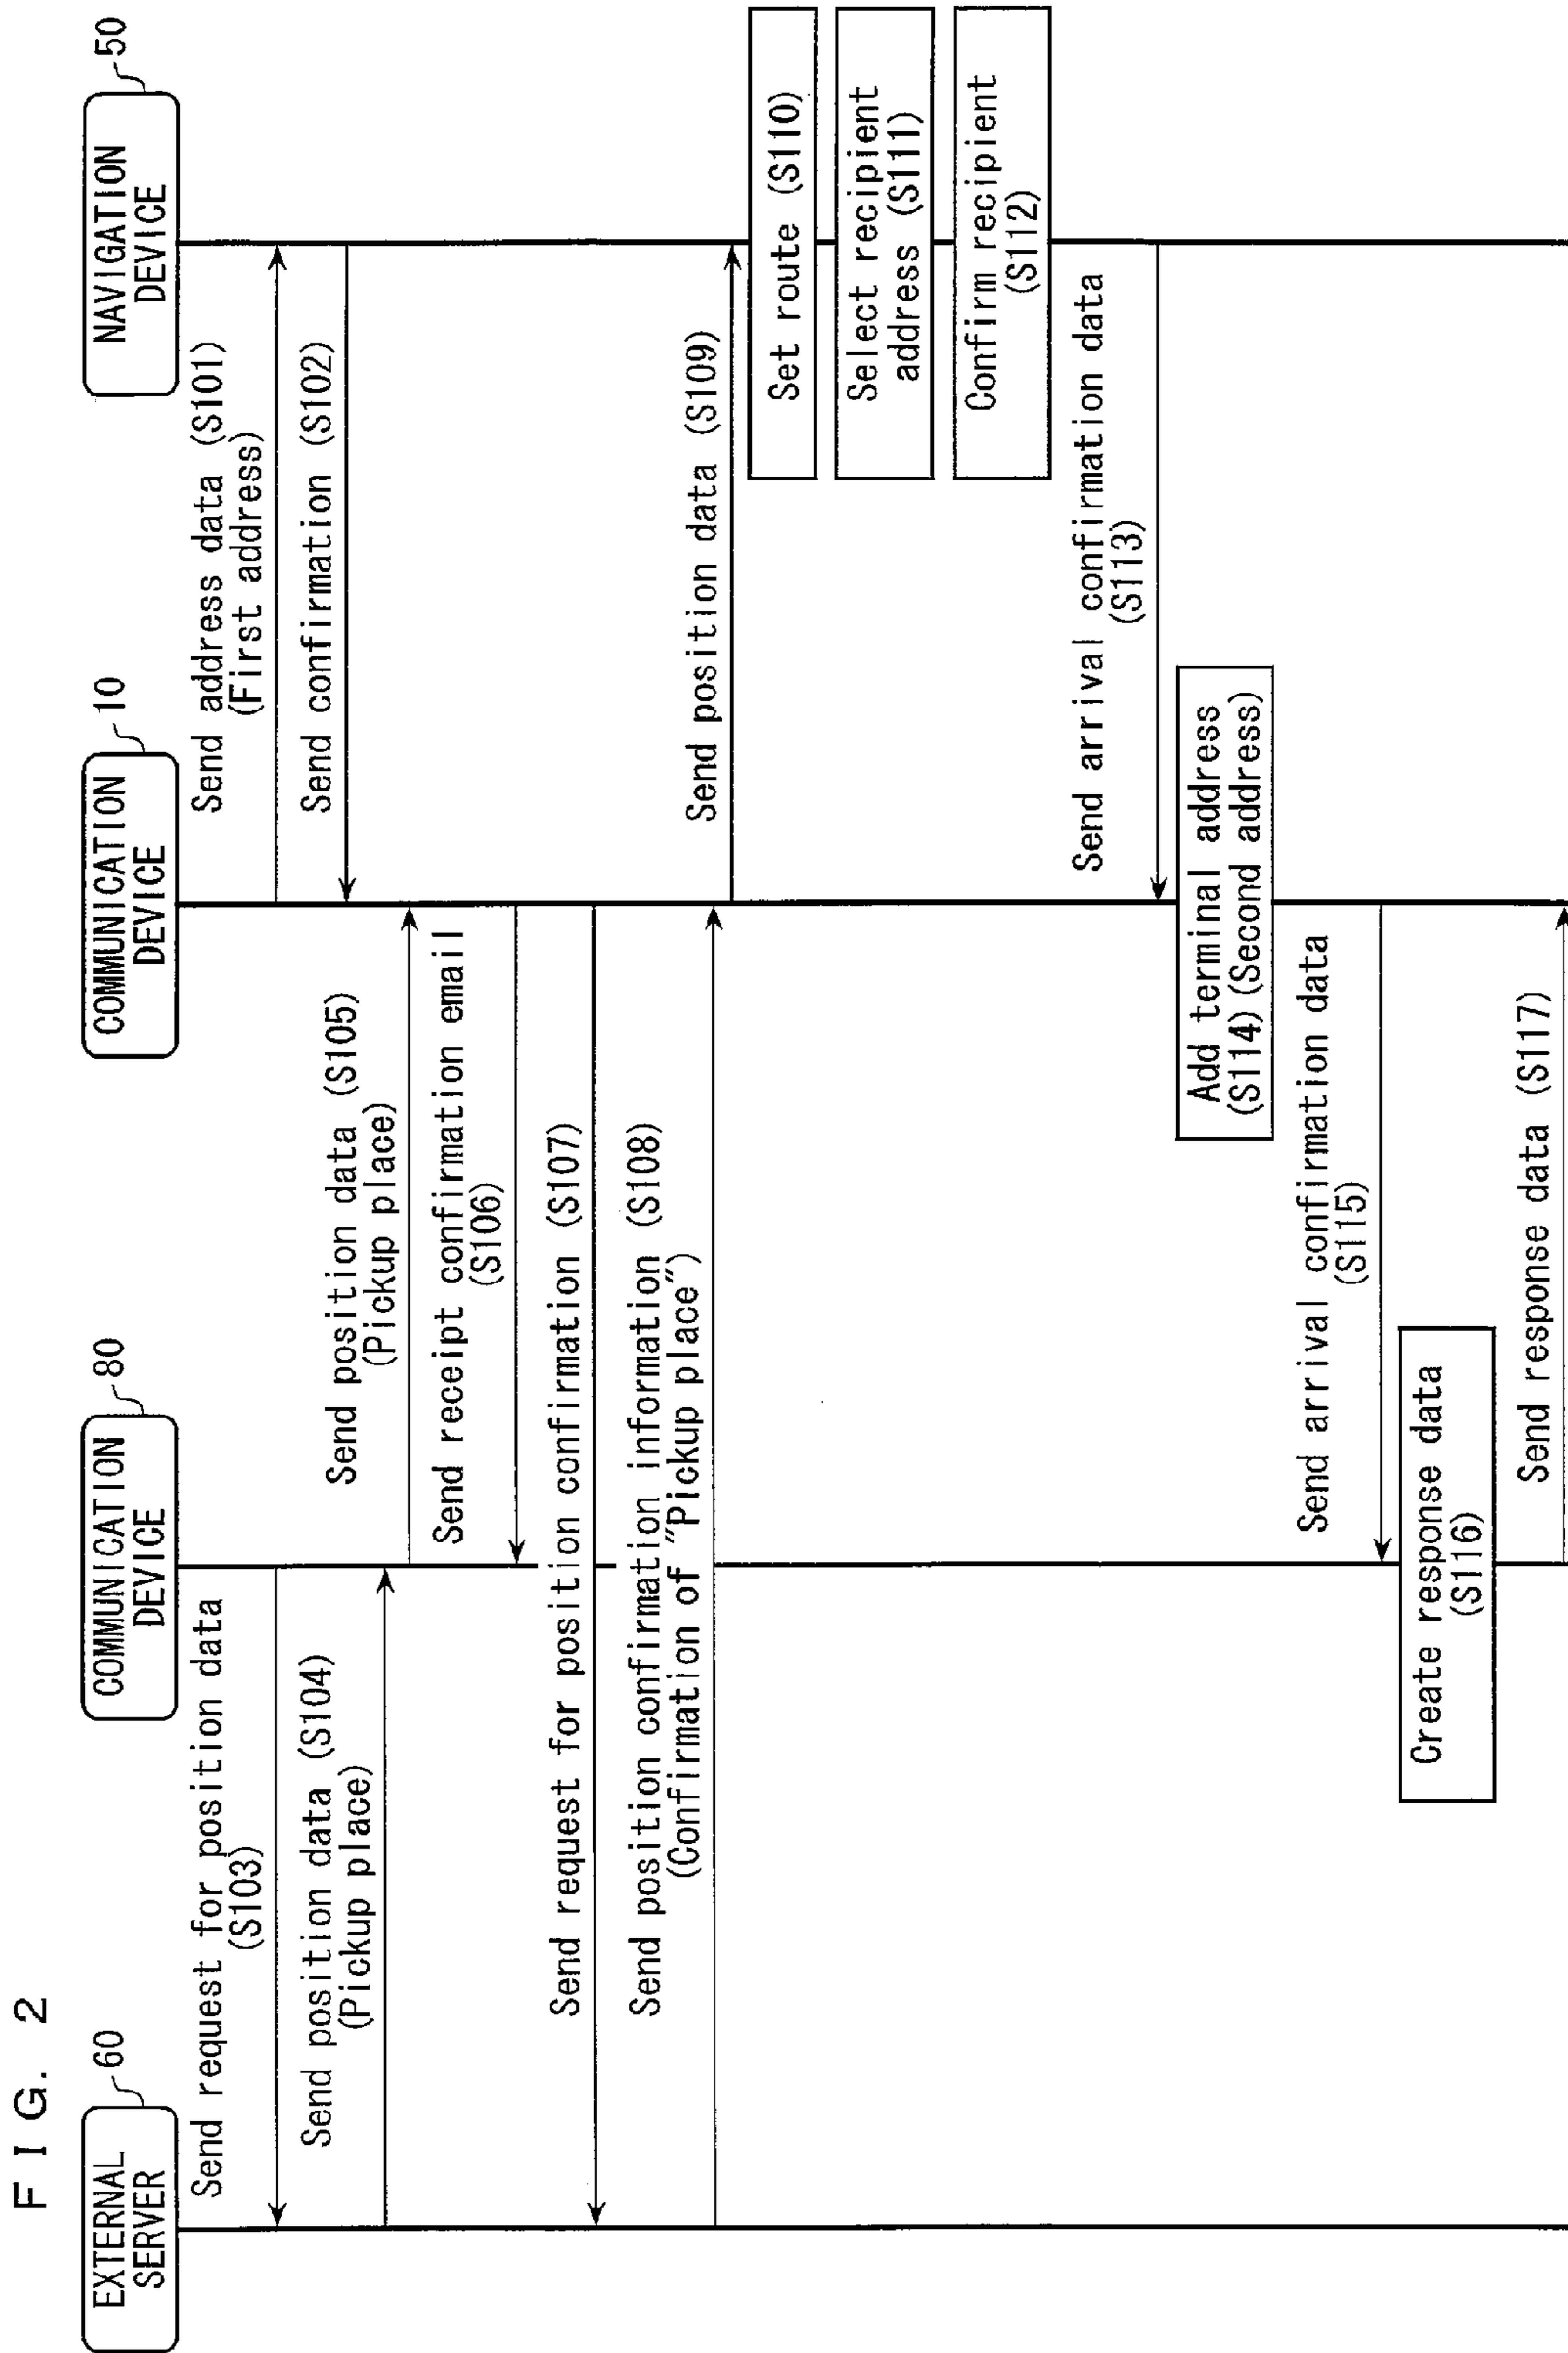 FIG. 2
EXTERNAL
SERVER
60
COMMUNICATION
DEVICE
80
COMMUNICATION
DEVICE
10
NAVIGATION
DEVICE
50
Send address data (S101)
(First address)
Send confirmation (S102)
Send request for position data
(S103)
Send position data (S104)
(Pickup place)
Send position data (S105)
(Pickup place)
Send receipt confirmation email
(S106)
Send request for position confirmation (S107)
Send position confirmation information (S108)
(Confirmation of "Pickup place")
Send position data (S109)
Set route (S110)
Select recipient
address (S111)
Confirm recipient
(S112)
Send arrival confirmation data
(S113)
Add terminal address
(S114) (Second address)
Send arrival confirmation data
(S115)
Create response data
(S116)
Send response data (S117)